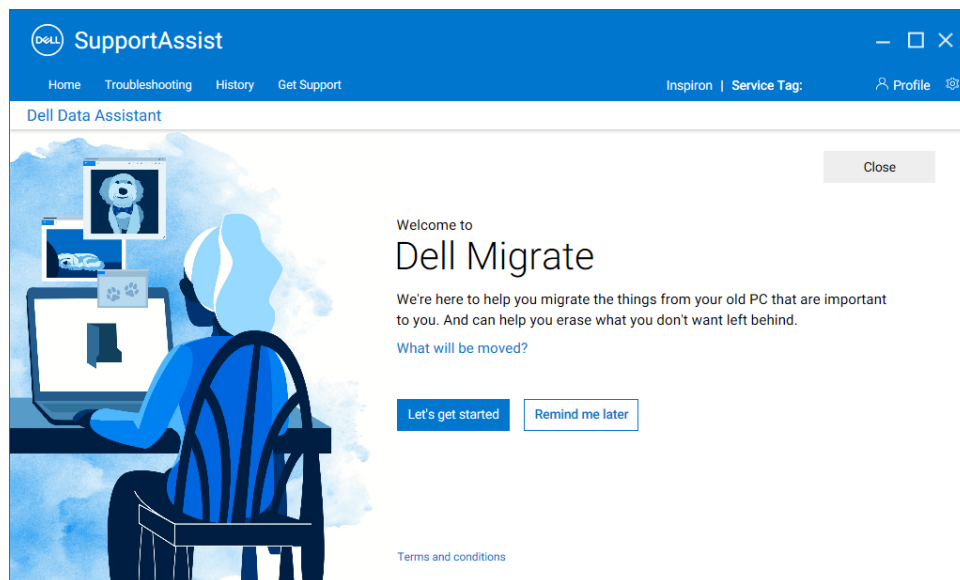 DELL SupportAssist
Home Troubleshooting History Get Support Inspiron | Service Tag: Profile
Dell Data Assistant
Close
Welcome to
Dell Migrate
We're here to help you migrate the things from your old PC that are important
to you. And can help you erase what you don't want left behind.
What will be moved?
Let's get started Remind me later
Terms and conditions